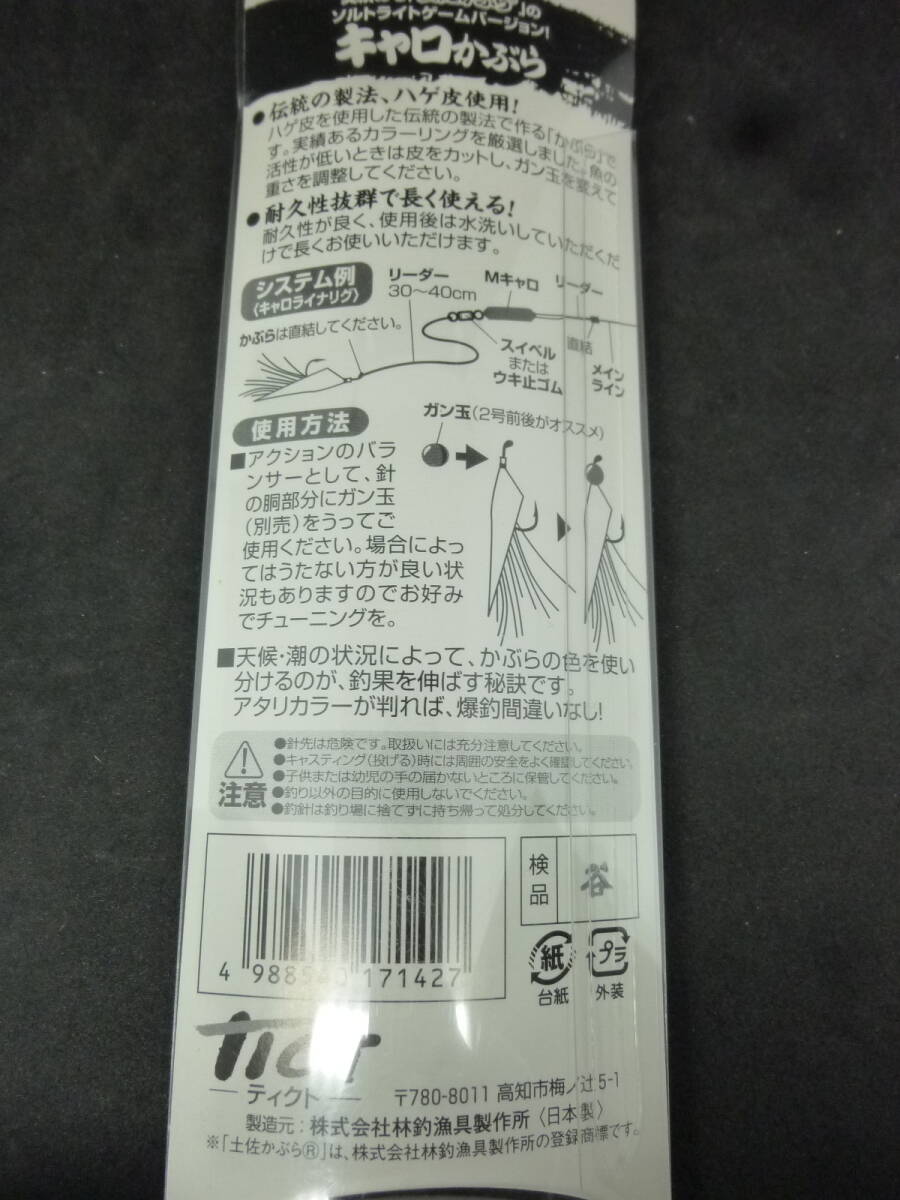 ソルトライトゲームバージョン!
キャロかぶら
●伝統の製法、ハゲ皮使用!
ハゲ皮を使用した伝統の製法で作る「かぶら」で
す。実績あるカラーリングを厳選しました。魚の
活性が低いときは皮をカットし、ガン玉を変えて
重さを調整してください。
●耐久性抜群で長く使える!
耐久性が良く、使用後は水洗いしていただくだ
けで長くお使いいただけます。
システム例
〈キャロライナリグ〉
リーダー
30〜40cm
Mキャロ
リーダー
かぶらは直結してください。
スイベル
または
ウキ止ゴム
直結
メイン
ライン
使用方法
ガン玉(2号前後がオススメ)
■アクションのバラ
ンサーとして、針
の胴部分にガン玉
(別売)をうってご
使用ください。場合によっ
てはうたない方が良い状
況もありますのでお好み
でチューニングを。
■天候・潮の状況によって、かぶらの色を使い
分けるのが、釣果を伸ばす秘訣です。
アタリカラーが判れば、爆釣間違いなし!
注意
●針先は危険です。取扱いには充分注意してください。
●キャスティング(投げる)時には周囲の安全をよく確認してください。
●子供または幼児の手の届かないところに保管してください。
●釣り以外の目的に使用しないでください。
●釣針は釣り場に捨てずに持ち帰って処分してください。
検品
谷
紙
台紙
プラ
外装
4 988540 171427
TICT
ティクト
〒780-8011 高知市梅ノ辻5-1
製造元:株式会社林釣漁具製作所〈日本製〉
※「土佐かぶら®」は、株式会社林釣漁具製作所の登録商標です。